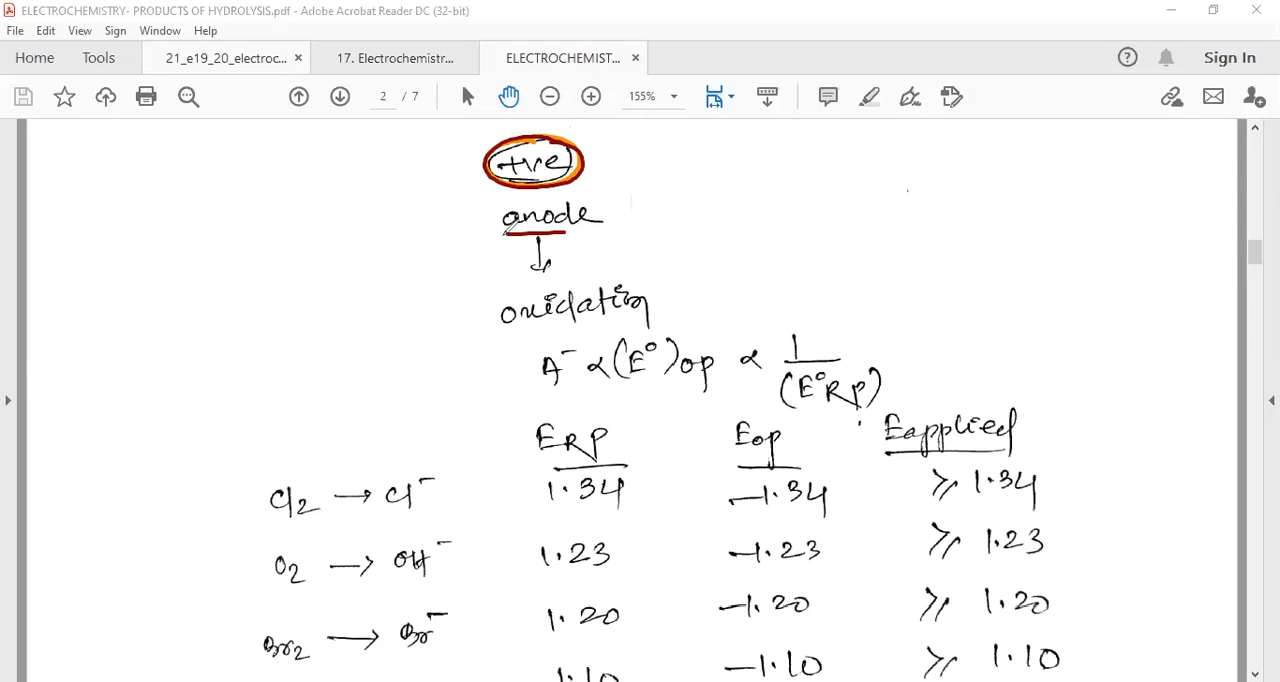 ELECTROCHEMISTRY- PRODUCTS OF HYDROLYSIS.pdf - Adobe Acrobat Reader DC (32-bit)
File Edit View Sign Window Help
Home Tools 21_e19_20_electroc... × 17. Electrochemistr... ELECTROCHEMIST... × ? Sign In
2 / 7 155%
+ve
anode
↓
oxidation
A⁻ ∝ (E°)op ∝ 1/(E°RP)
ERP Eop Eapplied
Cl2 → Cl⁻ 1.34 -1.34 ≥ 1.34
O2 → OH⁻ 1.23 -1.23 ≥ 1.23
Br2 → Br⁻ 1.20 -1.20 ≥ 1.20
1.10 -1.10 ≥ 1.10